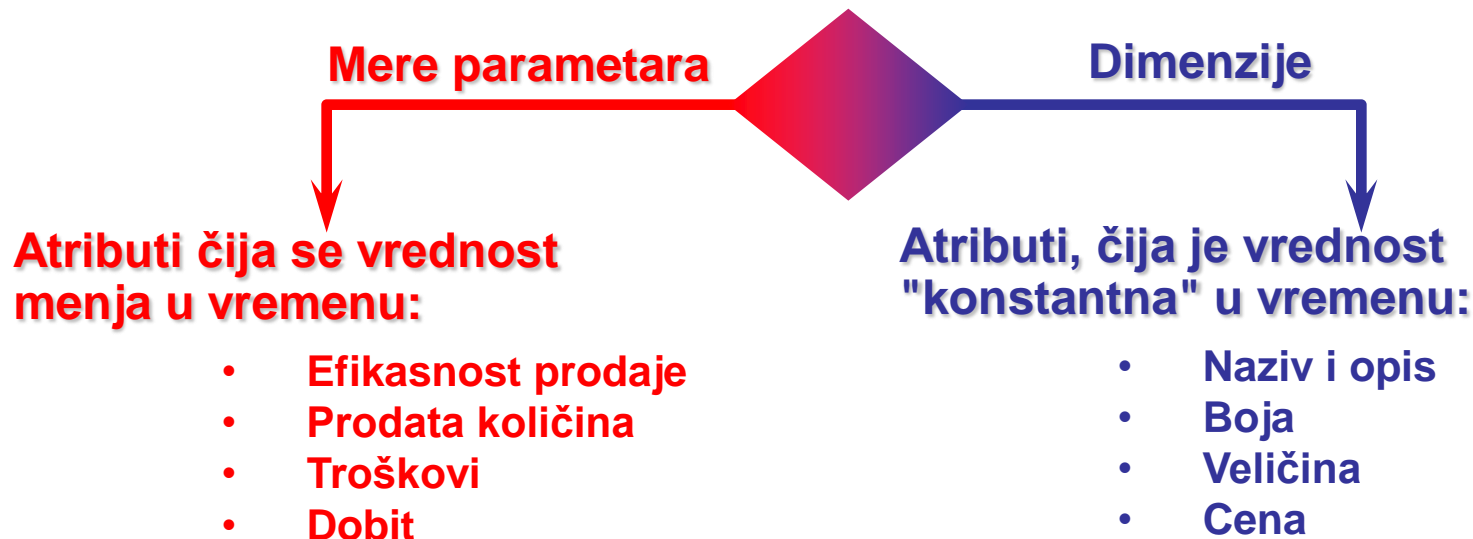 Mere parametara
Dimenzije
Atributi čija se vrednost
menja u vremenu:
• Efikasnost prodaje
• Prodata količina
• Troškovi
• Dobit
Atributi, čija je vrednost
"konstantna" u vremenu:
• Naziv i opis
• Boja
• Veličina
• Cena